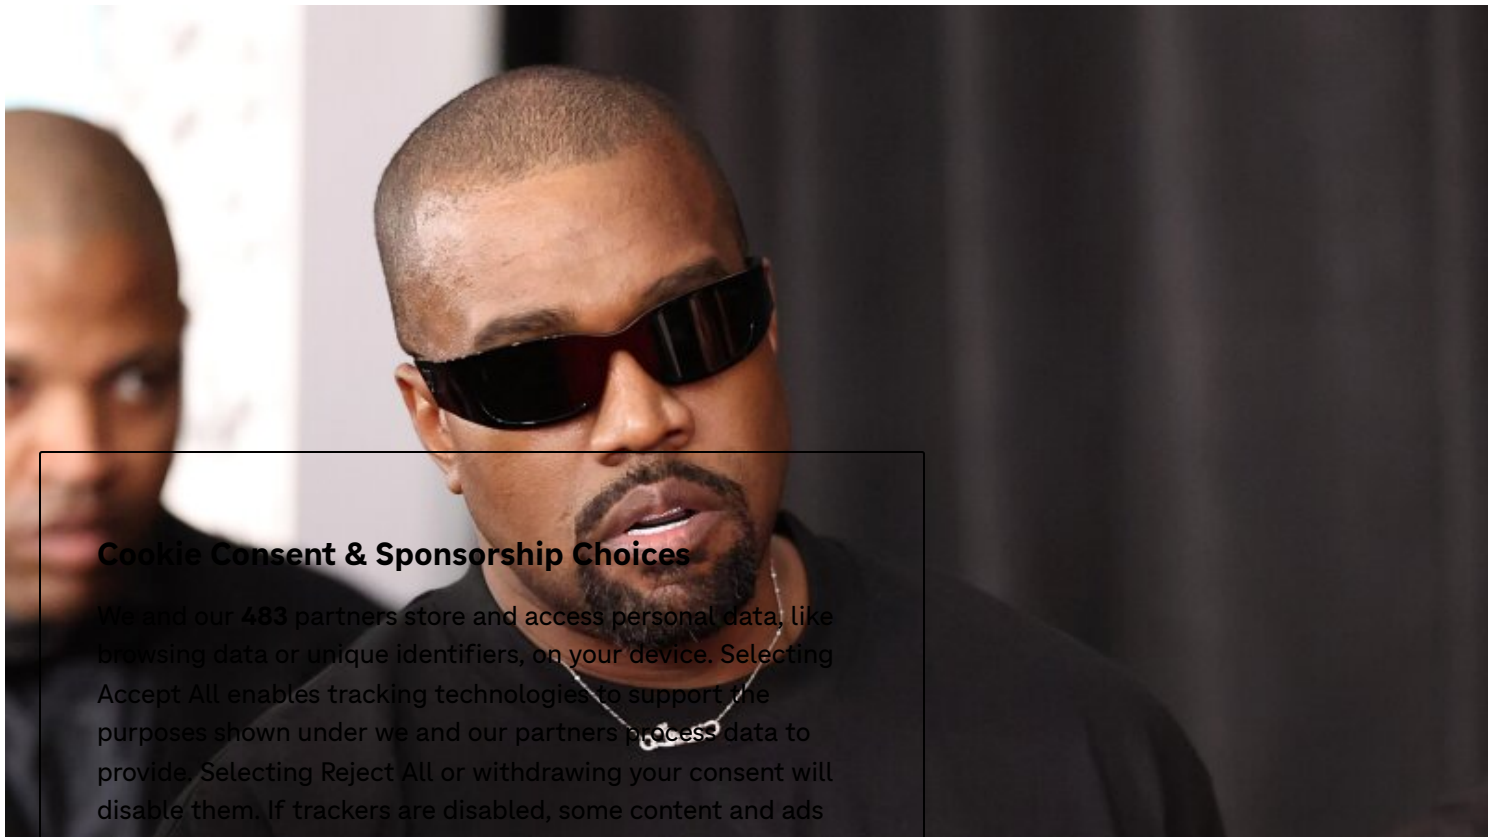 Cookie Consent & Sponsorship Choices
We and our 483 partners store and access personal data, like
browsing data or unique identifiers, on your device. Selecting
Accept All enables tracking technologies to support the
purposes shown under we and our partners process data to
provide. Selecting Reject All or withdrawing your consent will
disable them. If trackers are disabled, some content and ads